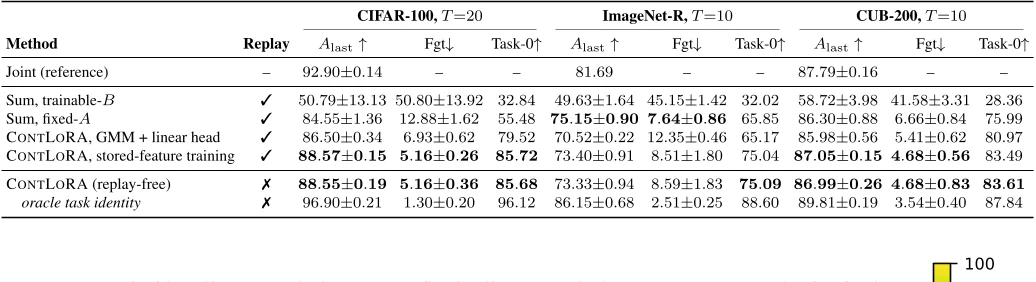 CIFAR-100, T=20 ImageNet-R, T=10 CUB-200, T=10
Method Replay A_last ↑ Fgt↓ Task-0↑ A_last ↑ Fgt↓ Task-0↑ A_last ↑ Fgt↓ Task-0↑
Joint (reference) – 92.90±0.14 – – 81.69 – – 87.79±0.16 – –
Sum, trainable-B ✓ 50.79±13.13 50.80±13.92 32.84 49.63±1.64 45.15±1.42 32.02 58.72±3.98 41.58±3.31 28.36
Sum, fixed-A ✓ 84.55±1.36 12.88±1.62 55.48 75.15±0.90 7.64±0.86 65.85 86.30±0.88 6.66±0.84 75.99
CONTLORA, GMM + linear head ✓ 86.50±0.34 6.93±0.62 79.52 70.52±0.22 12.35±0.46 65.17 85.98±0.56 5.41±0.62 80.97
CONTLORA, stored-feature training ✓ 88.57±0.15 5.16±0.26 85.72 73.40±0.91 8.51±1.80 75.04 87.05±0.15 4.68±0.56 83.49
CONTLORA (replay-free) ✗ 88.55±0.19 5.16±0.36 85.68 73.33±0.94 8.59±1.83 75.09 86.99±0.26 4.68±0.83 83.61
oracle task identity ✗ 96.90±0.21 1.30±0.20 96.12 86.15±0.68 2.51±0.25 88.60 89.81±0.19 3.54±0.40 87.84
100